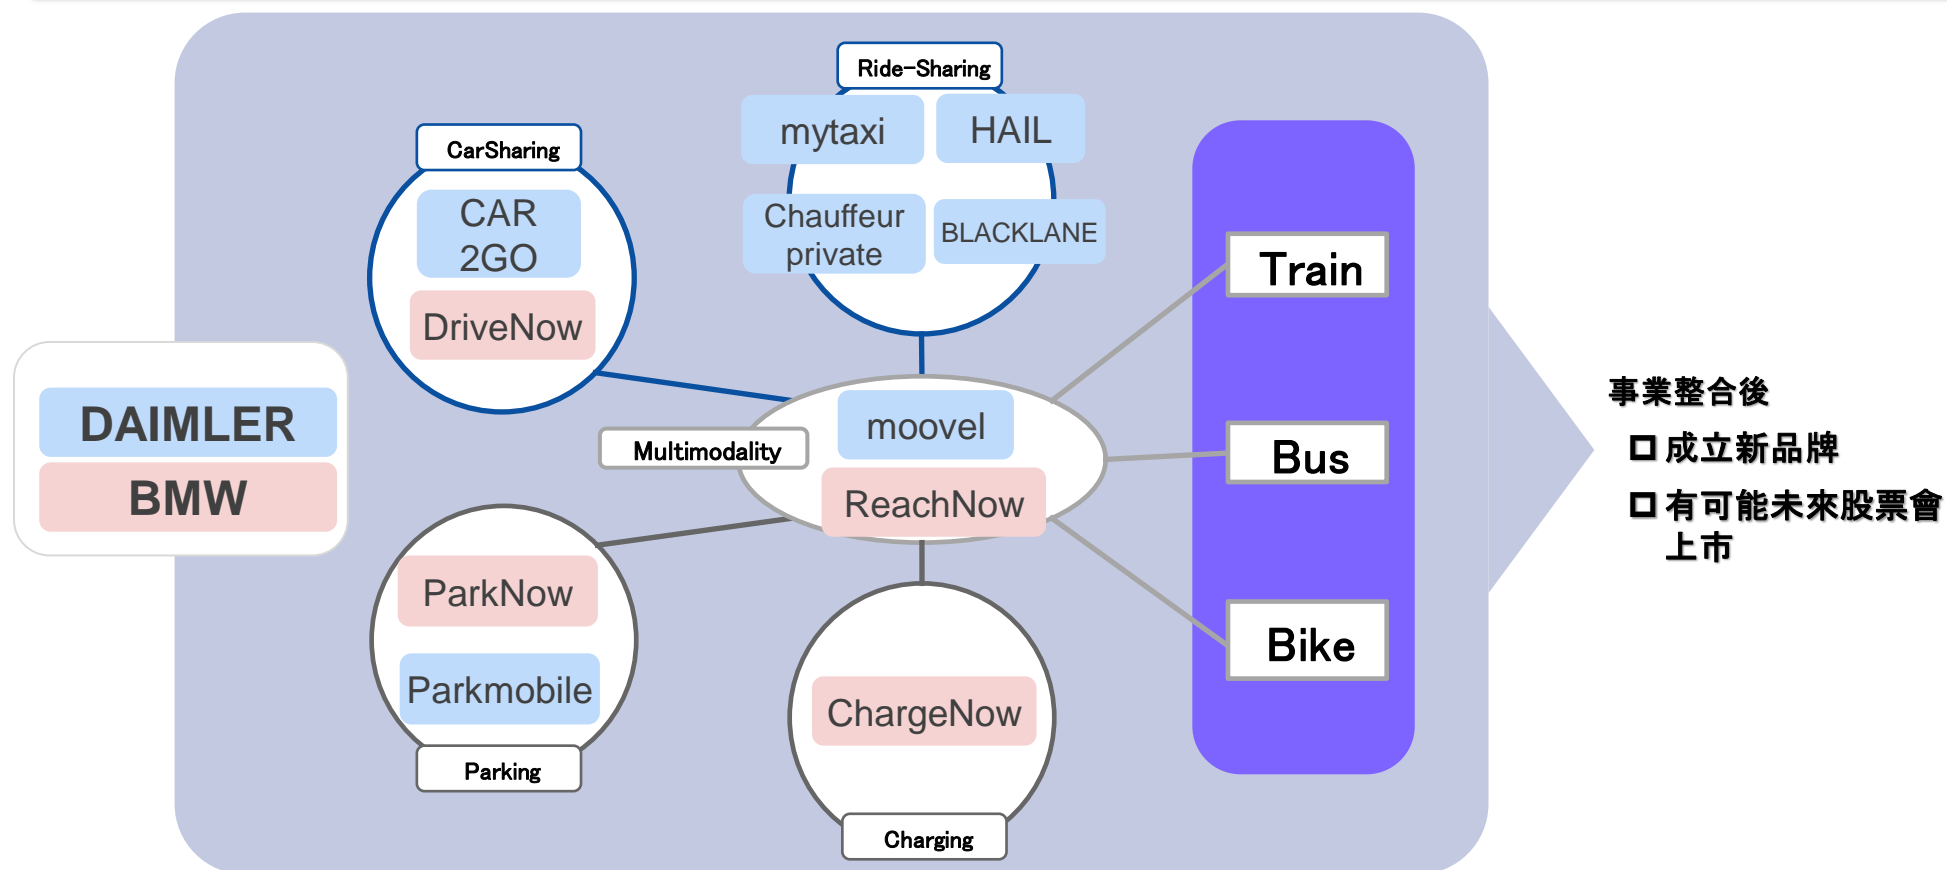 Ride-Sharing
mytaxi
HAIL
Chauffeur
private
BLACKLANE
CarSharing
CAR
2GO
DriveNow
DAIMLER
BMW
Multimodality
moovel
ReachNow
ParkNow
Parkmobile
Parking
ChargeNow
Charging
Train
Bus
Bike
事業整合後
成立新品牌
有可能未來股票會
上市